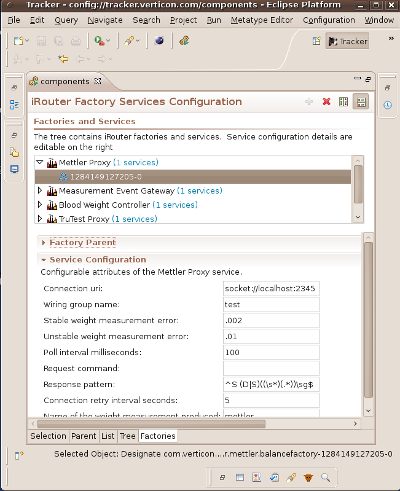 Tracker - config://tracker.verticon.com/components - Eclipse Platform
File Edit Query Navigate Search Project Run Metatype Editor Configuration Window
Tracker
components
iRouter Factory Services Configuration
Factories and Services
The tree contains iRouter factories and services. Service configuration details are
editable on the right
Mettler Proxy (1 services)
1284149127205-0
Measurement Event Gateway (1 services)
Blood Weight Controller (1 services)
TruTest Proxy (1 services)
Factory Parent
Service Configuration
Configurable attributes of the Mettler Proxy service.
Connection uri: socket://localhost:2345
Wiring group name: test
Stable weight measurement error: .002
Unstable weight measurement error: .01
Poll interval milliseconds: 100
Request command:
Response pattern: ^S (D|S)((\s*)(.*))\sg$
Connection retry interval seconds: 5
Name of the weight measurement produced: mettler
Selection Parent List Tree Factories
Selected Object: Designate com.verticon....r.mettler.balancefactory-1284149127205-0